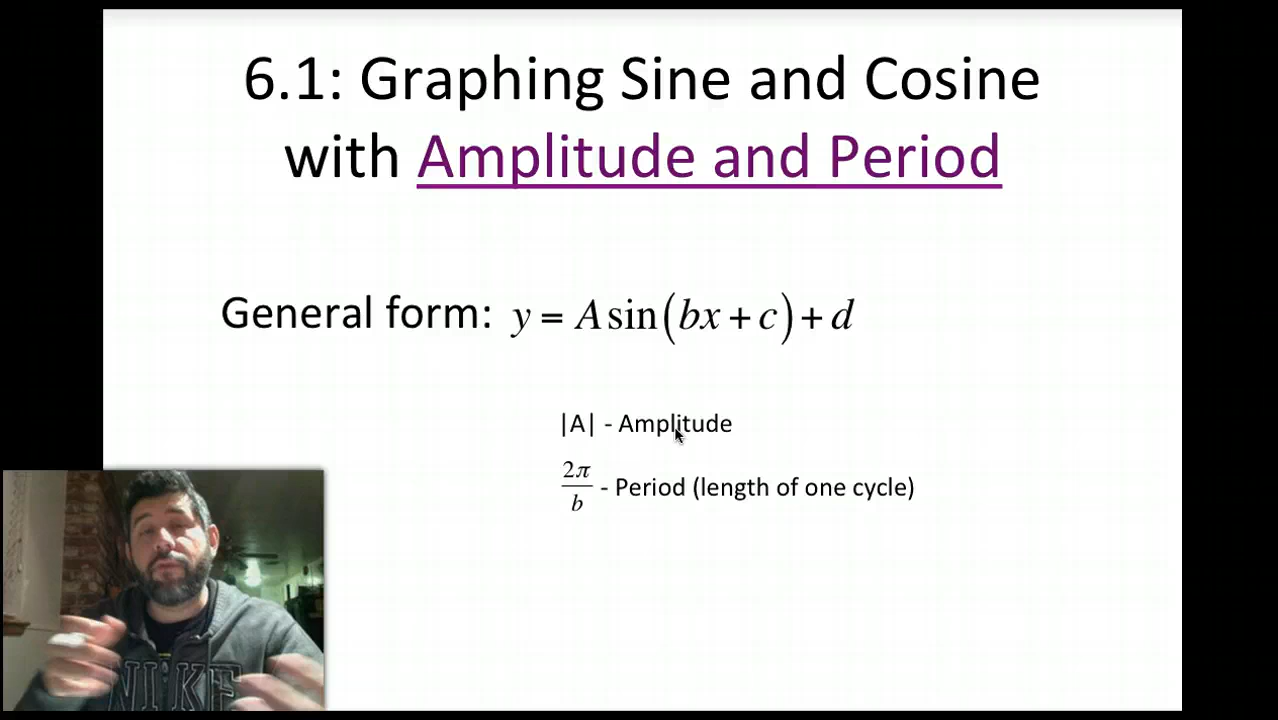 6.1: Graphing Sine and Cosine
with Amplitude and Period
General form: y = A sin(bx + c) + d
|A| - Amplitude
2π/b - Period (length of one cycle)
NIKE